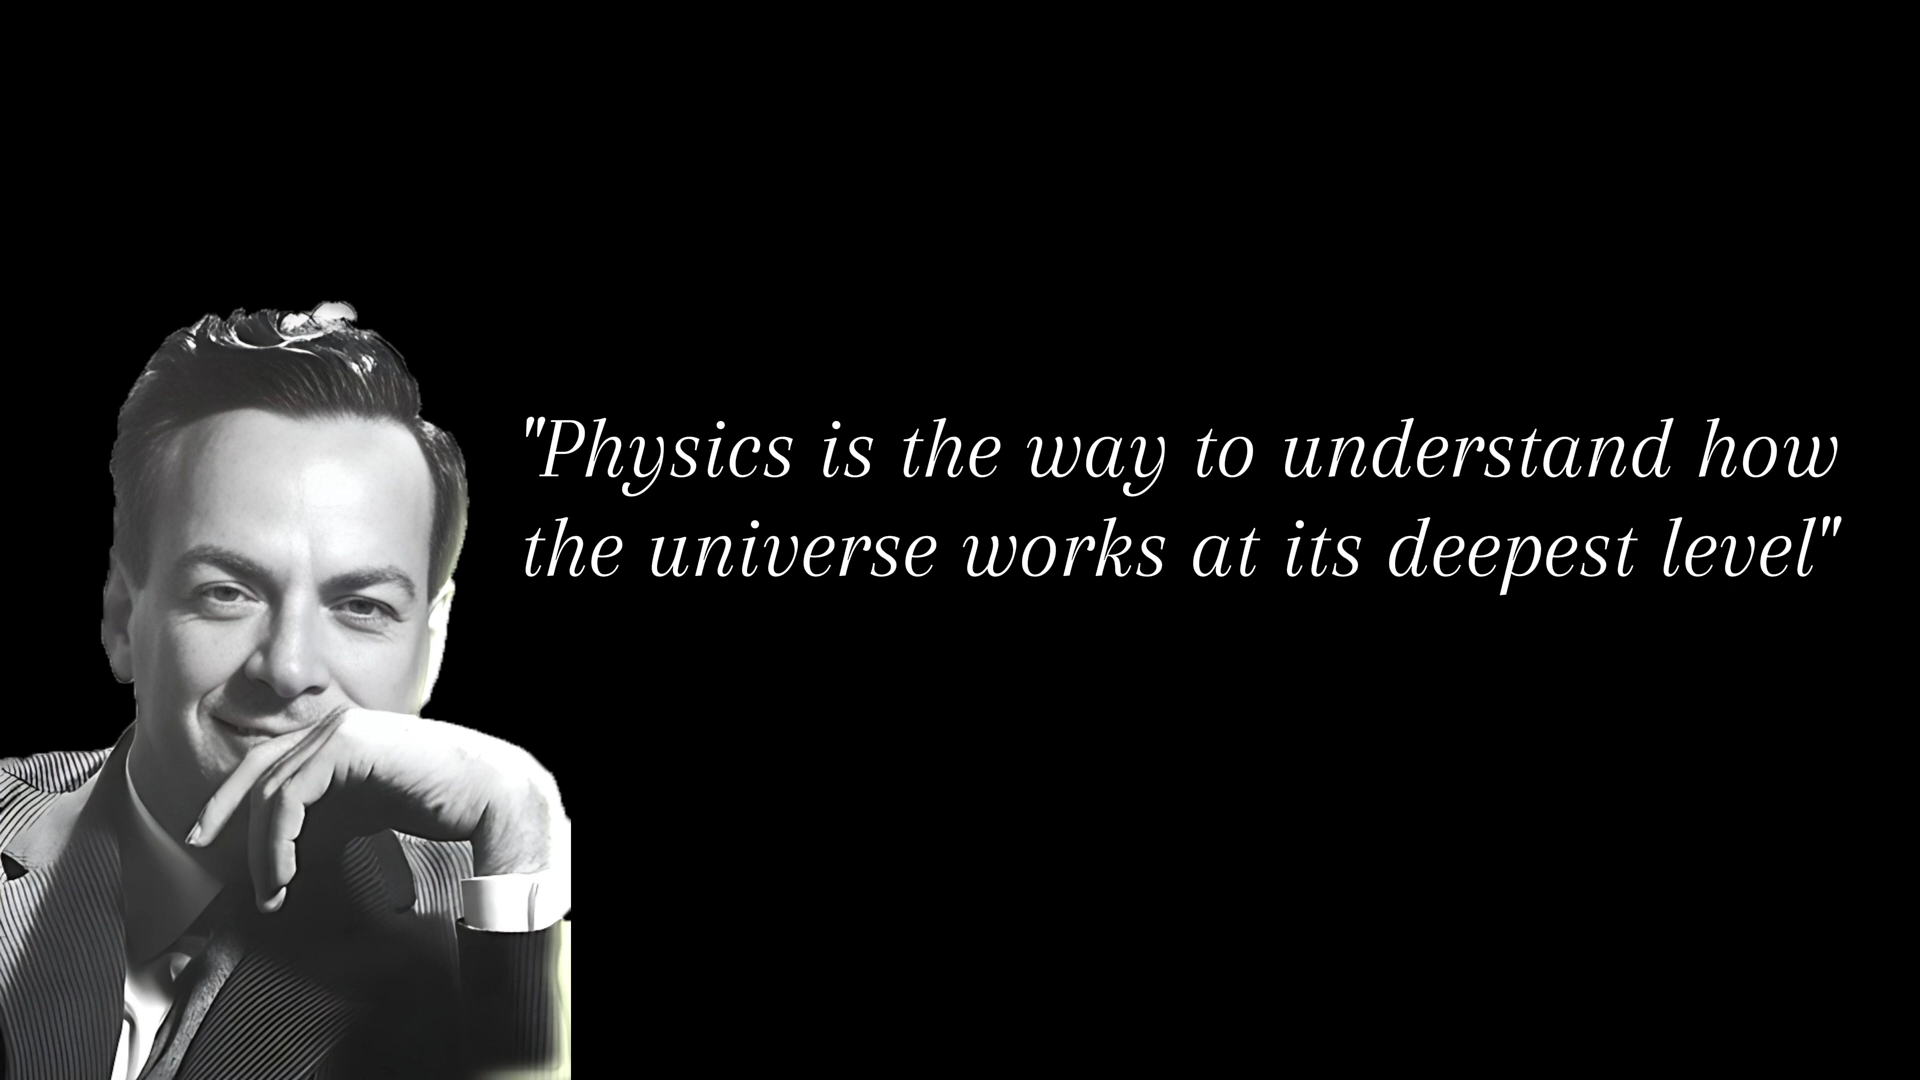 "Physics is the way to understand how
the universe works at its deepest level"